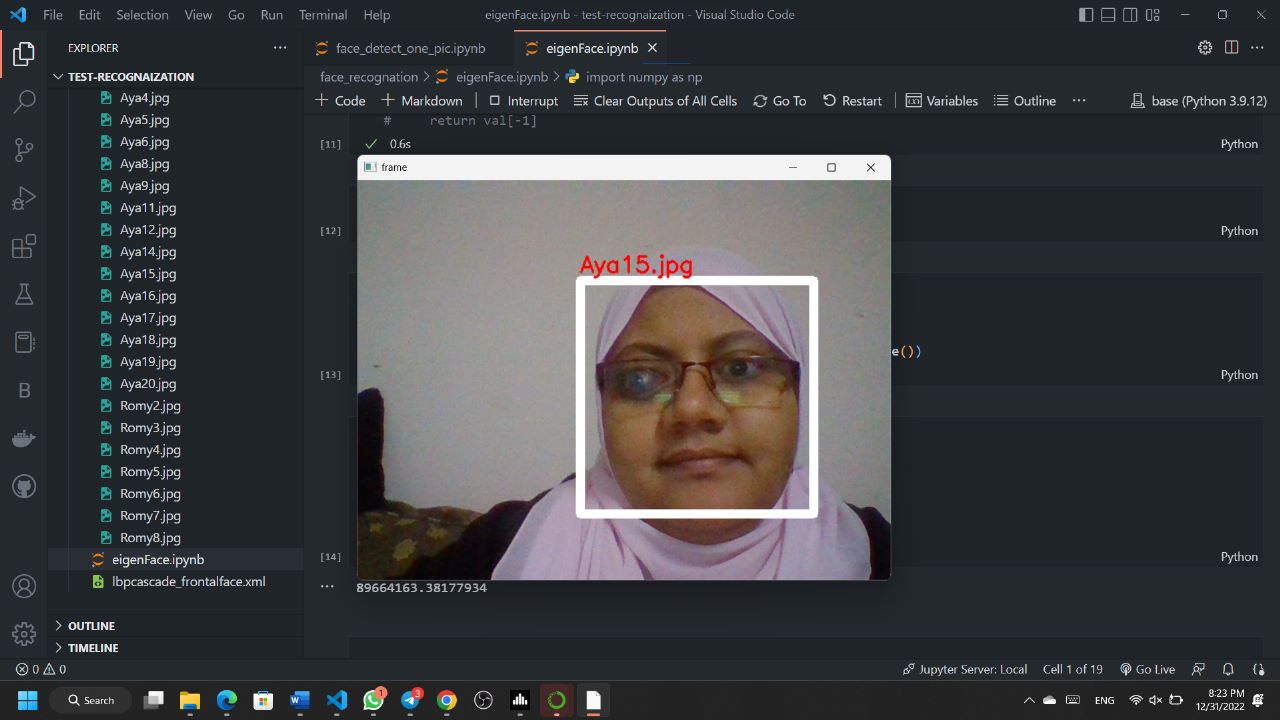 File Edit Selection View Go Run Terminal Help
eigenFace.ipynb - test-recognaization - Visual Studio Code
EXPLORER
TEST-RECOGNAIZATION
Aya4.jpg
Aya5.jpg
Aya6.jpg
Aya8.jpg
Aya9.jpg
Aya11.jpg
Aya12.jpg
Aya14.jpg
Aya15.jpg
Aya16.jpg
Aya17.jpg
Aya18.jpg
Aya19.jpg
Aya20.jpg
Romy2.jpg
Romy3.jpg
Romy4.jpg
Romy5.jpg
Romy6.jpg
Romy7.jpg
Romy8.jpg
eigenFace.ipynb
lbpcascade_frontalface.xml
OUTLINE
TIMELINE
face_detect_one_pic.ipynb
eigenFace.ipynb
face_recognation > eigenFace.ipynb > import numpy as np
+ Code + Markdown Interrupt Clear Outputs of All Cells Go To Restart Variables Outline ... base (Python 3.9.12)
# return val[-1]
[11] 0.6s Python
frame
[12] Python
Aya15.jpg
e())
[13] Python
[14] Python
... 89664163.38177934
0 0 Jupyter Server: Local Cell 1 of 19 Go Live
Search 1 3 ENG 8:23 PM
12/31/2022